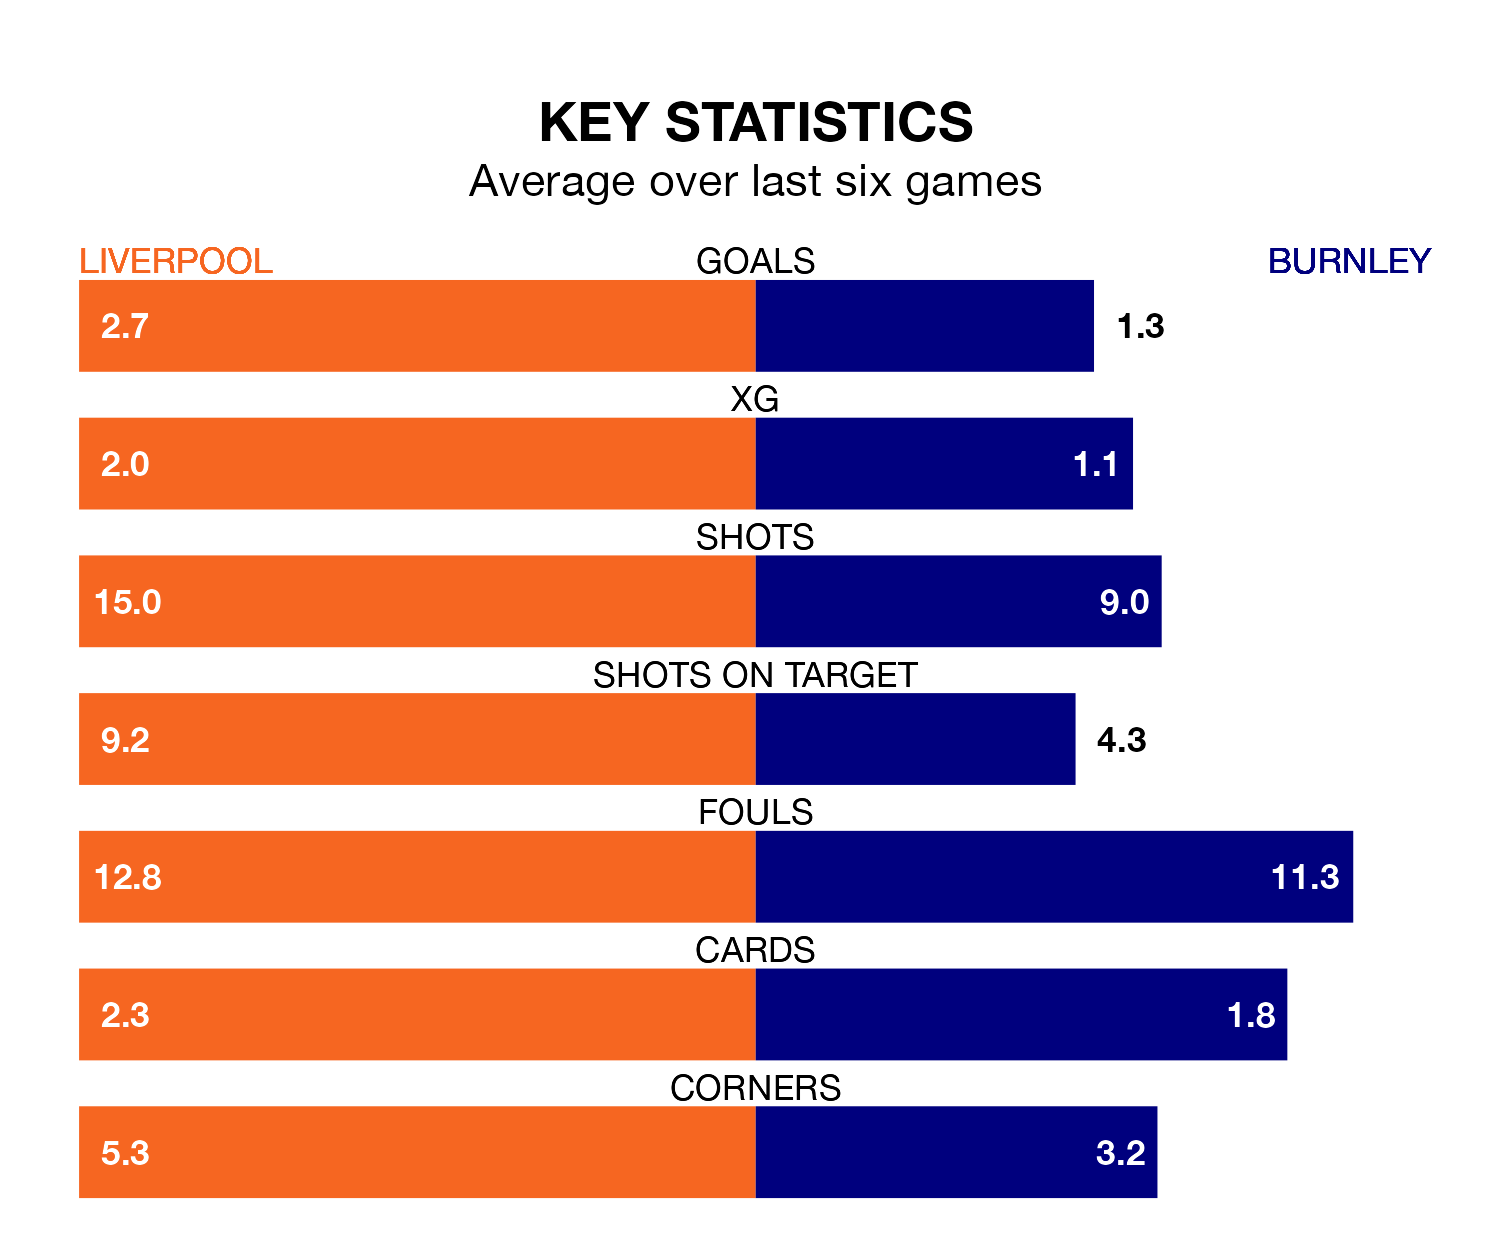 KEY STATISTICS
Average over last six games
LIVERPOOL GOALS BURNLEY
2.7 1.3
XG
2.0 1.1
SHOTS
15.0 9.0
SHOTS ON TARGET
9.2 4.3
FOULS
12.8 11.3
CARDS
2.3 1.8
CORNERS
5.3 3.2